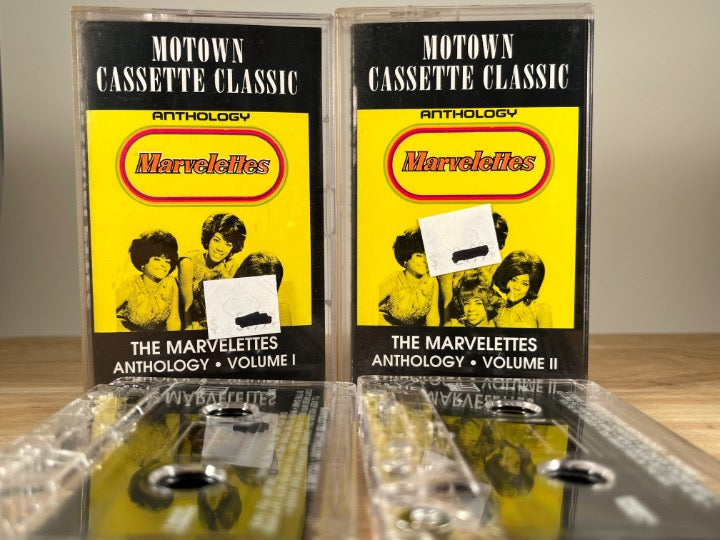 MOTOWN
CASSETTE CLASSIC
ANTHOLOGY
Marvelettes
THE MARVELETTES
ANTHOLOGY • VOLUME I
MOTOWN
CASSETTE CLASSIC
ANTHOLOGY
Marvelettes
THE MARVELETTES
ANTHOLOGY • VOLUME II